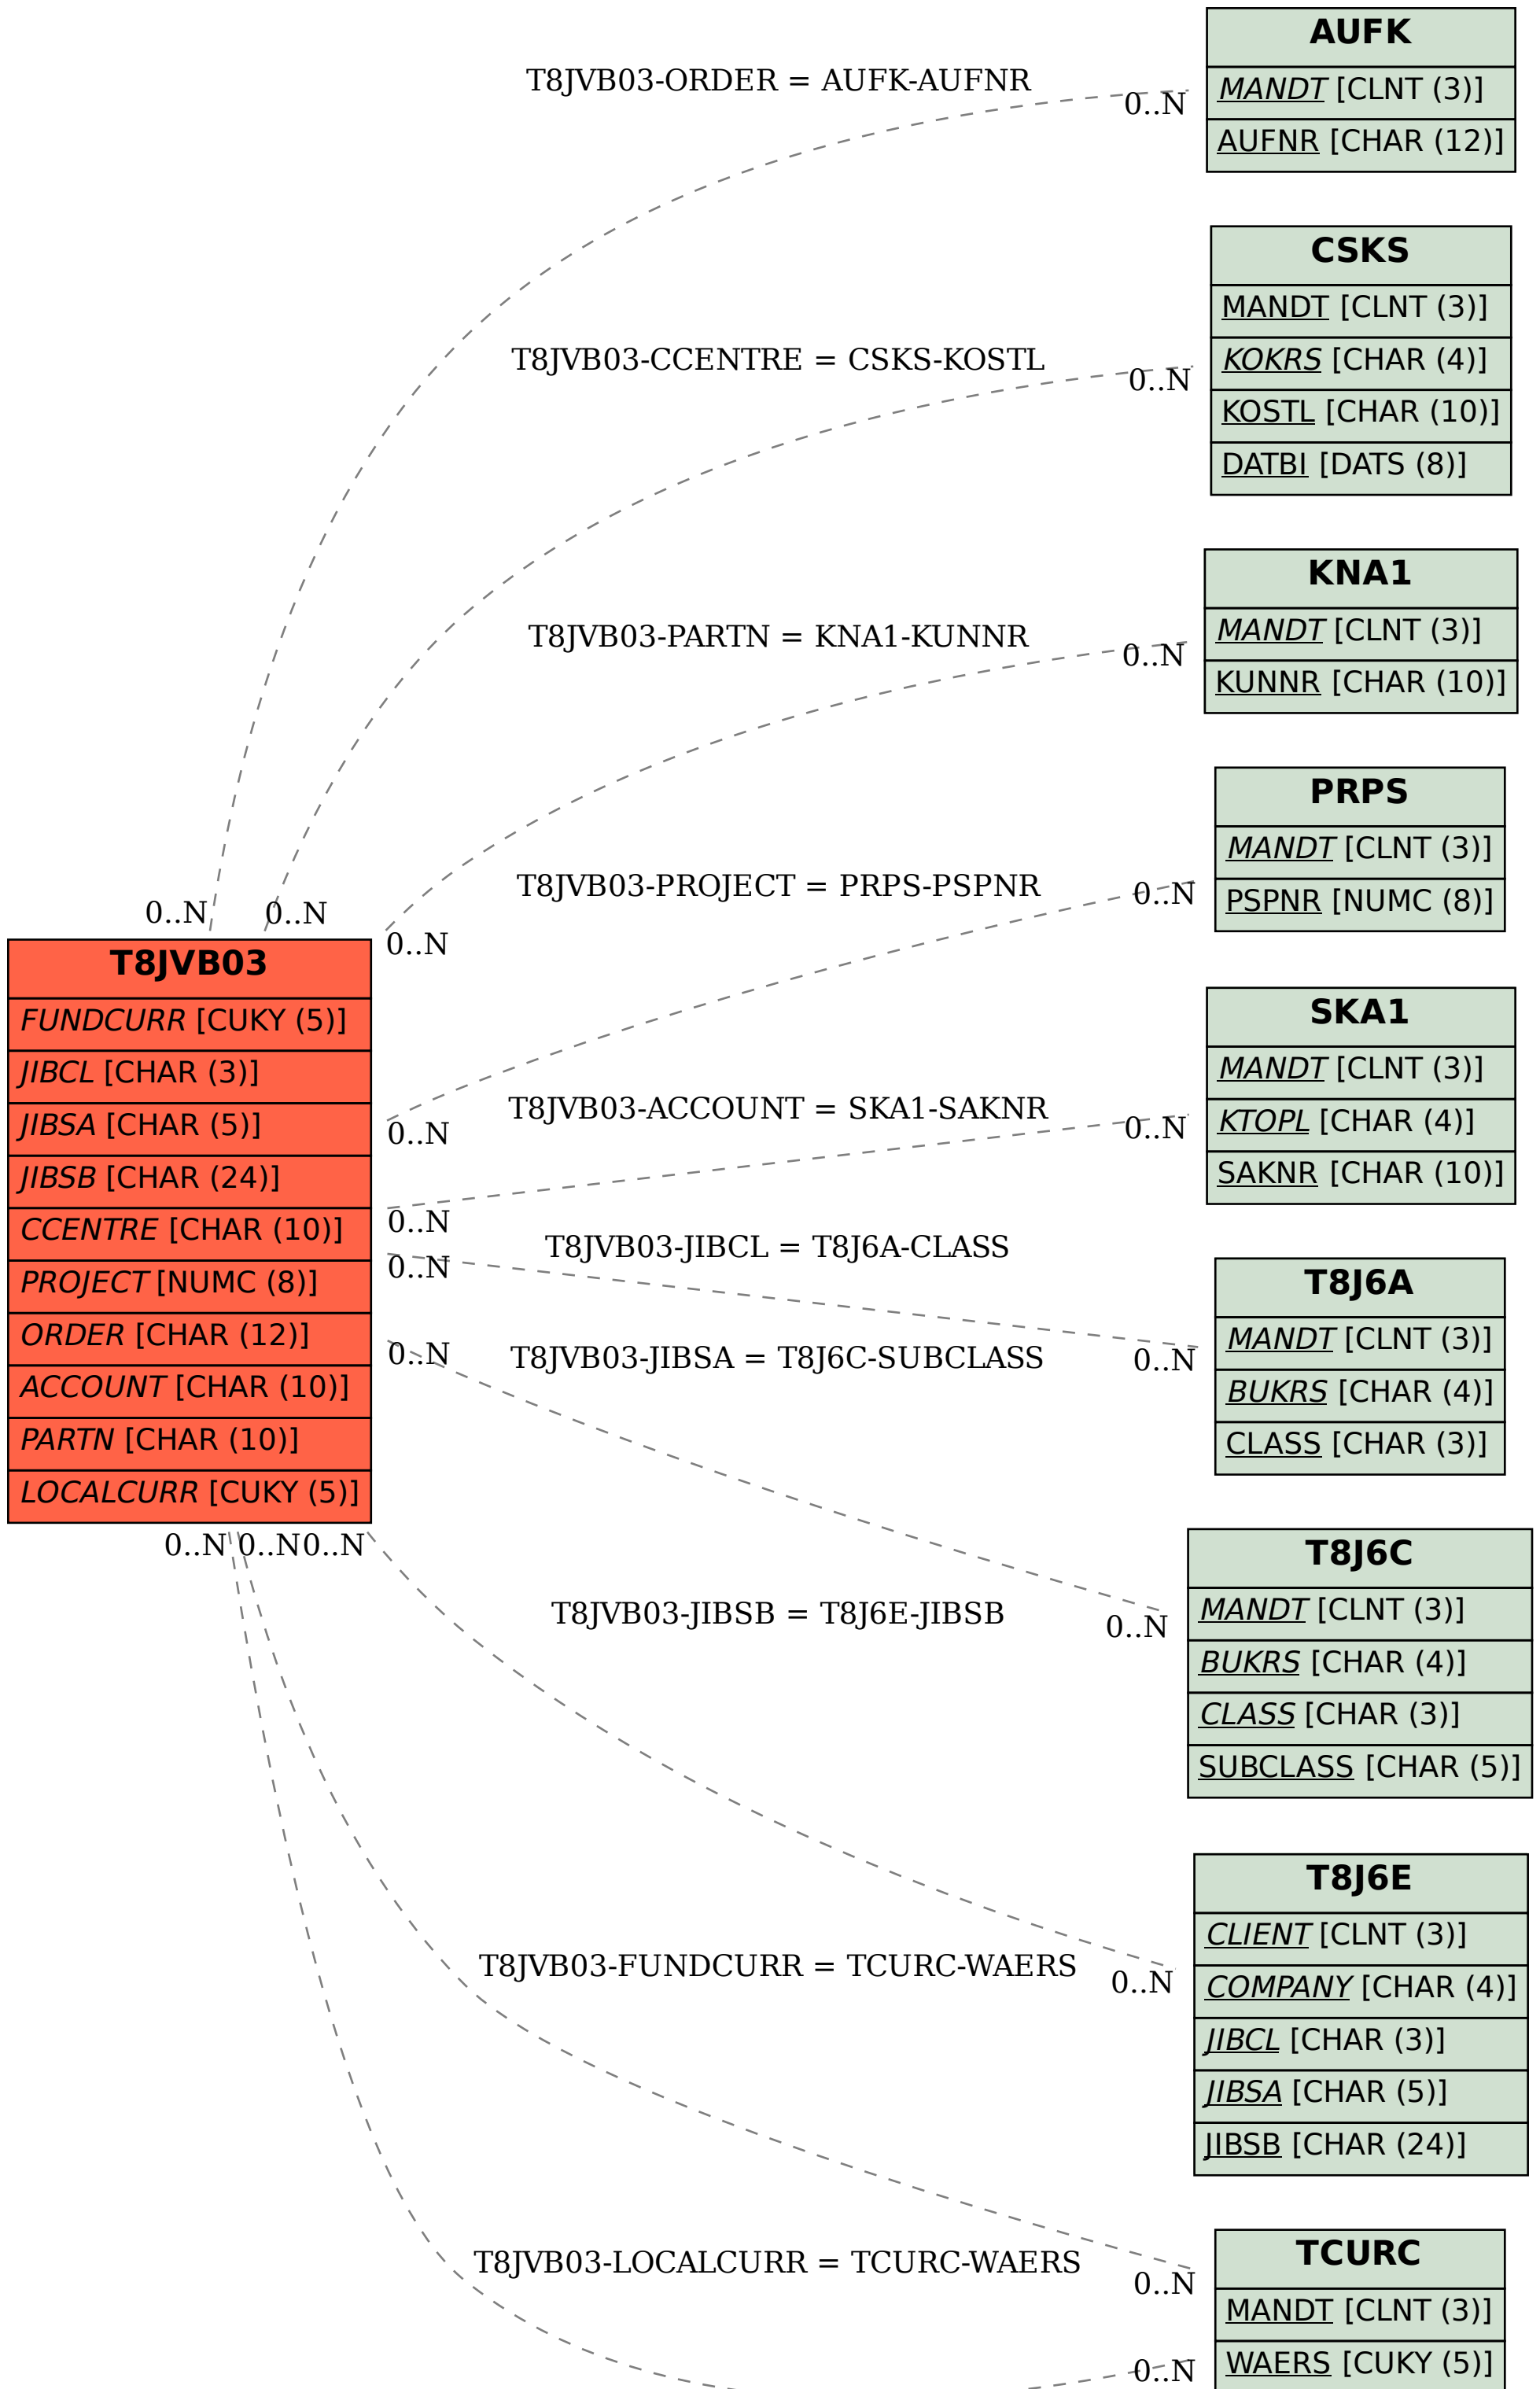 AUFK
MANDT [CLNT (3)]
AUFNR [CHAR (12)]
T8JVB03-ORDER = AUFK-AUFNR
0..N
CSKS
MANDT [CLNT (3)]
KOKRS [CHAR (4)]
KOSTL [CHAR (10)]
DATBI [DATS (8)]
T8JVB03-CCENTRE = CSKS-KOSTL
0..N
KNA1
MANDT [CLNT (3)]
KUNNR [CHAR (10)]
T8JVB03-PARTN = KNA1-KUNNR
0..N
PRPS
MANDT [CLNT (3)]
PSPNR [NUMC (8)]
T8JVB03-PROJECT = PRPS-PSPNR
0..N
0..N
0..N
0..N
T8JVB03
FUNDCURR [CUKY (5)]
JIBCL [CHAR (3)]
JIBSA [CHAR (5)]
JIBSB [CHAR (24)]
CCENTRE [CHAR (10)]
PROJECT [NUMC (8)]
ORDER [CHAR (12)]
ACCOUNT [CHAR (10)]
PARTN [CHAR (10)]
LOCALCURR [CUKY (5)]
0..N
0..N
0..N
0..N
0..N
0..N
0..N
SKA1
MANDT [CLNT (3)]
KTOPL [CHAR (4)]
SAKNR [CHAR (10)]
T8JVB03-ACCOUNT = SKA1-SAKNR
0..N
T8JVB03-JIBCL = T8J6A-CLASS
0..N
T8J6A
MANDT [CLNT (3)]
BUKRS [CHAR (4)]
CLASS [CHAR (3)]
T8JVB03-JIBSA = T8J6C-SUBCLASS
0..N
T8J6C
MANDT [CLNT (3)]
BUKRS [CHAR (4)]
CLASS [CHAR (3)]
SUBCLASS [CHAR (5)]
T8JVB03-JIBSB = T8J6E-JIBSB
0..N
T8J6E
CLIENT [CLNT (3)]
COMPANY [CHAR (4)]
JIBCL [CHAR (3)]
JIBSA [CHAR (5)]
JIBSB [CHAR (24)]
T8JVB03-FUNDCURR = TCURC-WAERS
0..N
T8JVB03-LOCALCURR = TCURC-WAERS
0..N
TCURC
MANDT [CLNT (3)]
WAERS [CUKY (5)]